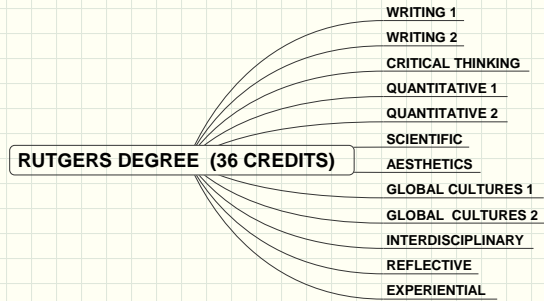 WRITING 1
WRITING 2
CRITICAL THINKING
QUANTITATIVE 1
QUANTITATIVE 2
SCIENTIFIC
RUTGERS DEGREE (36 CREDITS)
AESTHETICS
GLOBAL CULTURES 1
GLOBAL CULTURES 2
INTERDISCIPLINARY
REFLECTIVE
EXPERIENTIAL